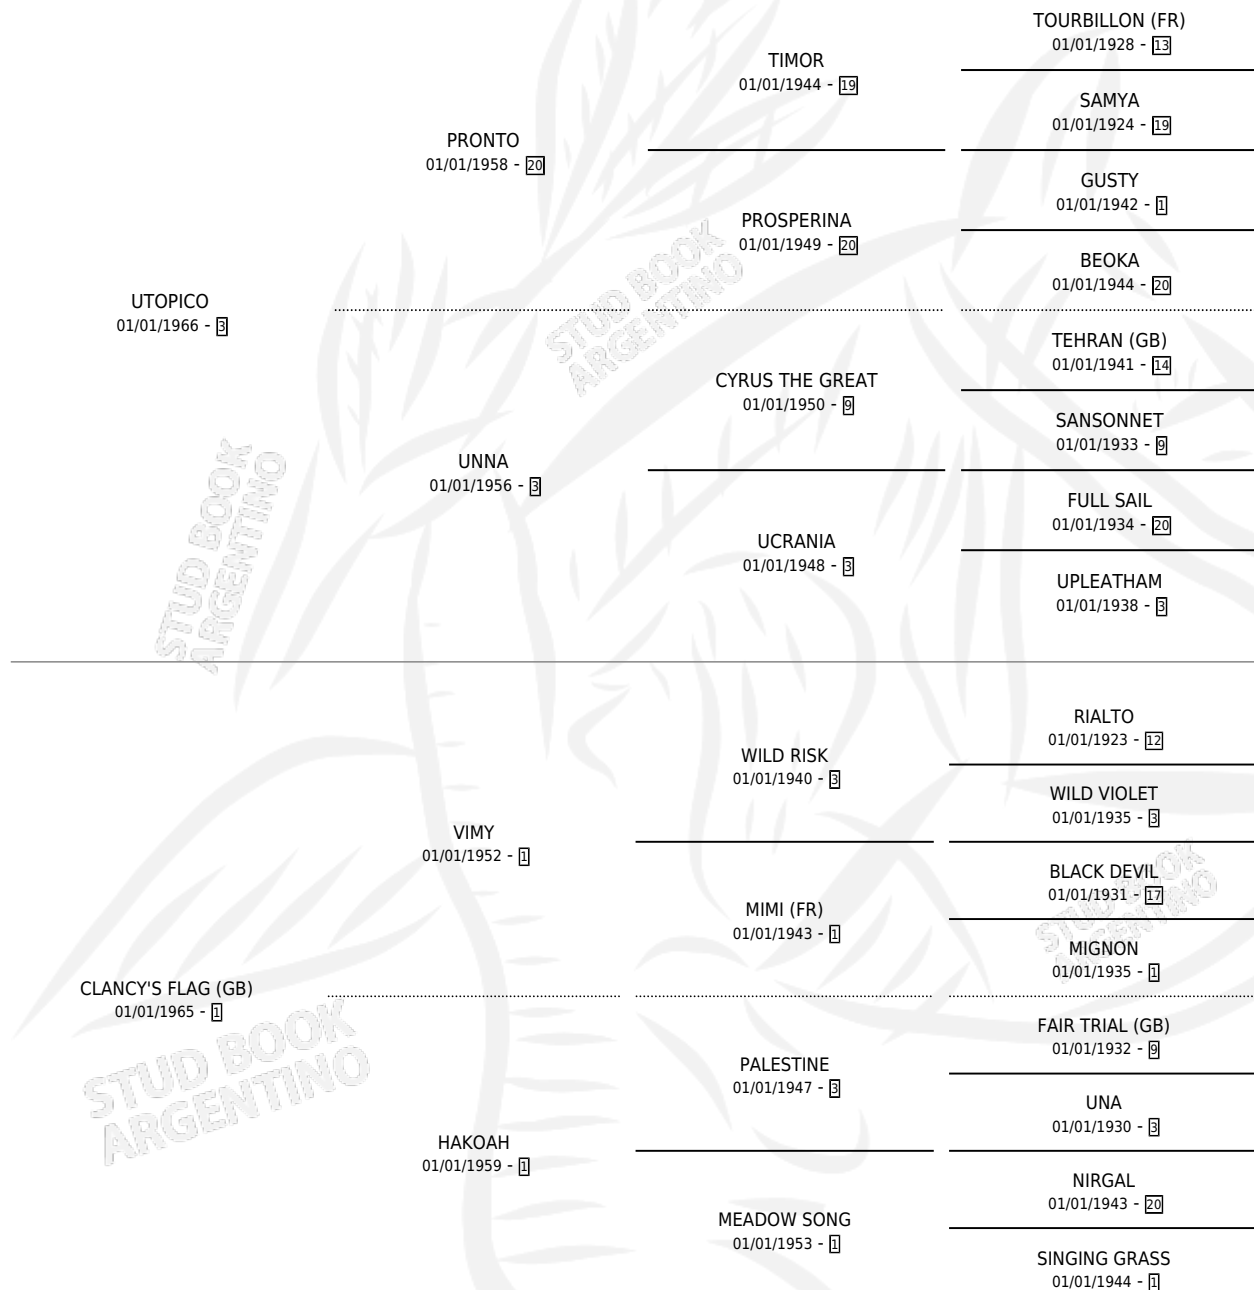 UTOPICO
01/01/1966 - 3
PRONTO
01/01/1958 - 20
UNNA
01/01/1956 - 3
TIMOR
01/01/1944 - 19
PROSPERINA
01/01/1949 - 20
CYRUS THE GREAT
01/01/1950 - 9
UCRANIA
01/01/1948 - 3
TOURBILLON (FR)
01/01/1928 - 13
SAMYA
01/01/1924 - 19
GUSTY
01/01/1942 - 1
BEOKA
01/01/1944 - 20
TEHRAN (GB)
01/01/1941 - 14
SANSONNET
01/01/1933 - 9
FULL SAIL
01/01/1934 - 20
UPLEATHAM
01/01/1938 - 3
CLANCY'S FLAG (GB)
01/01/1965 - 1
VIMY
01/01/1952 - 1
HAKOAH
01/01/1959 - 1
WILD RISK
01/01/1940 - 3
MIMI (FR)
01/01/1943 - 1
PALESTINE
01/01/1947 - 3
MEADOW SONG
01/01/1953 - 1
RIALTO
01/01/1923 - 12
WILD VIOLET
01/01/1935 - 3
BLACK DEVIL
01/01/1931 - 17
MIGNON
01/01/1935 - 1
FAIR TRIAL (GB)
01/01/1932 - 9
UNA
01/01/1930 - 3
NIRGAL
01/01/1943 - 20
SINGING GRASS
01/01/1944 - 1
STUD BOOK
ARGENTINO
STUD BOOK
ARGENTINO
STUD BOOK
ARGENTINO
STUD BOOK
ARGENTINO